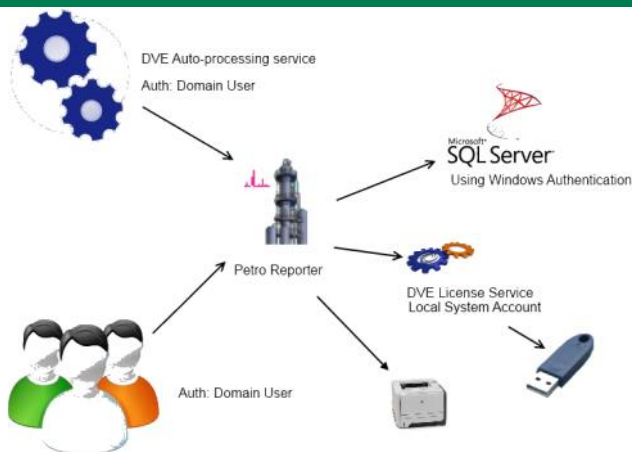 DVE Auto-processing service
Auth: Domain User
Microsoft®
SQL Server
Using Windows Authentication
Petro Reporter
DVE License Service
Local System Account
Auth: Domain User